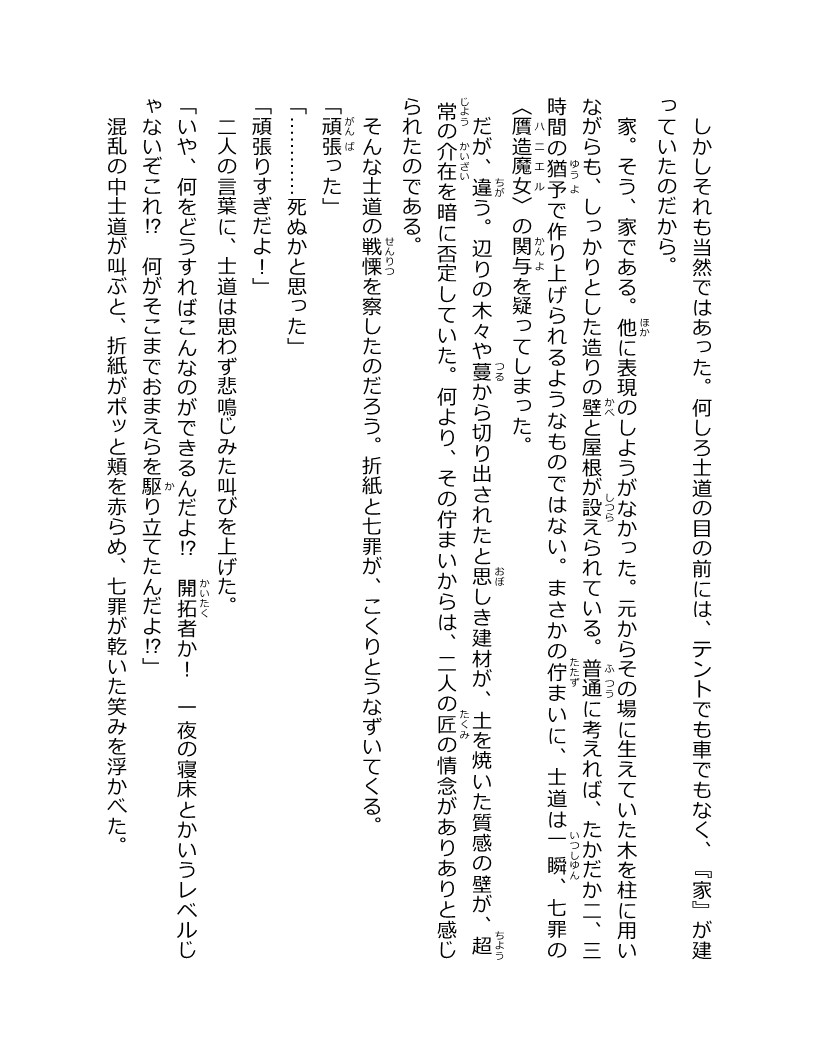 しかしそれも当然ではあった。何しろ士道の目の前には、テントでも車でもなく、『家』が建
っていたのだから。
家。そう、家である。他に表現のしようがなかった。元からその場に生えていた木を柱に用い
ながらも、しっかりとした造りの壁と屋根が設えられている。普通に考えれば、たかだか二、三
時間の猶予で作り上げられるようなものではない。まさかの佇まいに、士道は一瞬、七罪の
〈贋造魔女〉の関与を疑ってしまった。
だが、違う。辺りの木々や蔓から切り出されたと思しき建材が、土を焼いた質感の壁が、超
常の介在を暗に否定していた。何より、その佇まいからは、二人の匠の情念がありありと感じ
られたのである。
そんな士道の戦慄を察したのだろう。折紙と七罪が、こくりとうなずいてくる。
「頑張った」
「…………死ぬかと思った」
「頑張りすぎだよ！」
二人の言葉に、士道は思わず悲鳴じみた叫びを上げた。
「いや、何をどうすればこんなのができるんだよ!?　開拓者か！　一夜の寝床とかいうレベルじ
ゃないぞこれ!?　何がそこまでおまえらを駆り立てたんだよ!?」
混乱の中士道が叫ぶと、折紙がポッと頬を赤らめ、七罪が乾いた笑みを浮かべた。